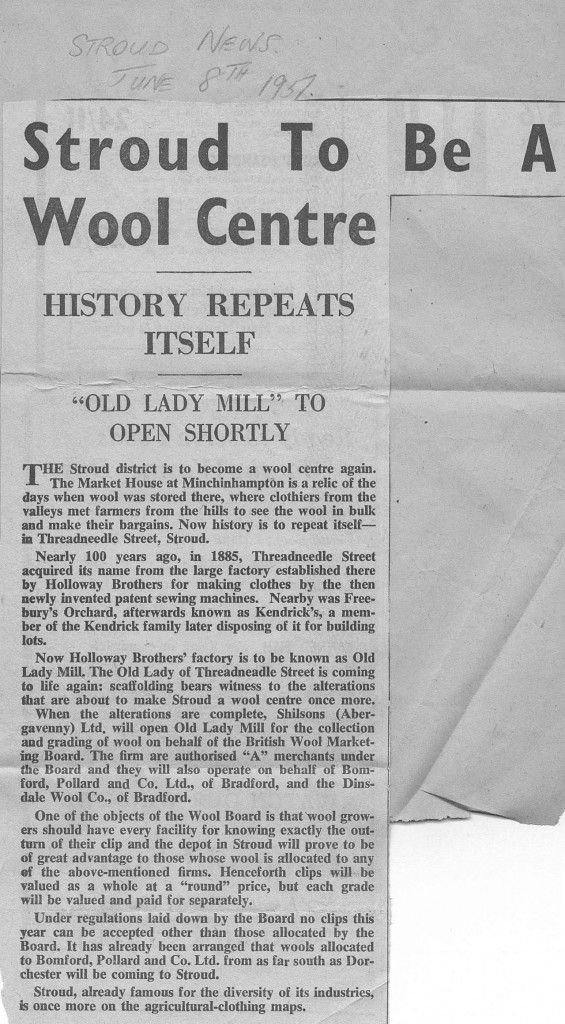 STROUD NEWS.
JUNE 8TH 1951.
Stroud To Be A
Wool Centre
HISTORY REPEATS
ITSELF
"OLD LADY MILL" TO
OPEN SHORTLY
THE Stroud district is to become a wool centre again.
The Market House at Minchinhampton is a relic of the
days when wool was stored there, where clothiers from the
valleys met farmers from the hills to see the wool in bulk
and make their bargains. Now history is to repeat itself—
in Threadneedle Street, Stroud.
Nearly 100 years ago, in 1885, Threadneedle Street
acquired its name from the large factory established there
by Holloway Brothers for making clothes by the then
newly invented patent sewing machines. Nearby was Free-
bury's Orchard, afterwards known as Kendrick's, a mem-
ber of the Kendrick family later disposing of it for building
lots.
Now Holloway Brothers' factory is to be known as Old
Lady Mill. The Old Lady of Threadneadle Street is coming
to life again: scaffolding bears witness to the alterations
that are about to make Stroud a wool centre once more.
When the alterations are complete, Shilsons (Aber-
gavenny) Ltd. will open Old Lady Mill for the collection
and grading of wool on behalf of the British Wool Market-
ing Board. The firm are authorised "A" merchants under
the Board and they will also operate on behalf of Bom-
ford, Pollard and Co. Ltd., of Bradford, and the Dins-
dale Wool Co., of Bradford.
One of the objects of the Wool Board is that wool grow-
ers should have every facility for knowing exactly the out-
turn of their clip and the depot in Stroud will prove to be
of great advantage to those whose wool is allocated to any
of the above-mentioned firms. Henceforth clips will be
valued as a whole at a "round" price, but each grade
will be valued and paid for separately.
Under regulations laid down by the Board no clips this
year can be accepted other than those allocated by the
Board. It has already been arranged that wools allocated
to Bomford, Pollard and Co. Ltd. from as far south as Dor-
chester will be coming to Stroud.
Stroud, already famous for the diversity of its industries,
is once more on the agricultural-clothing maps.